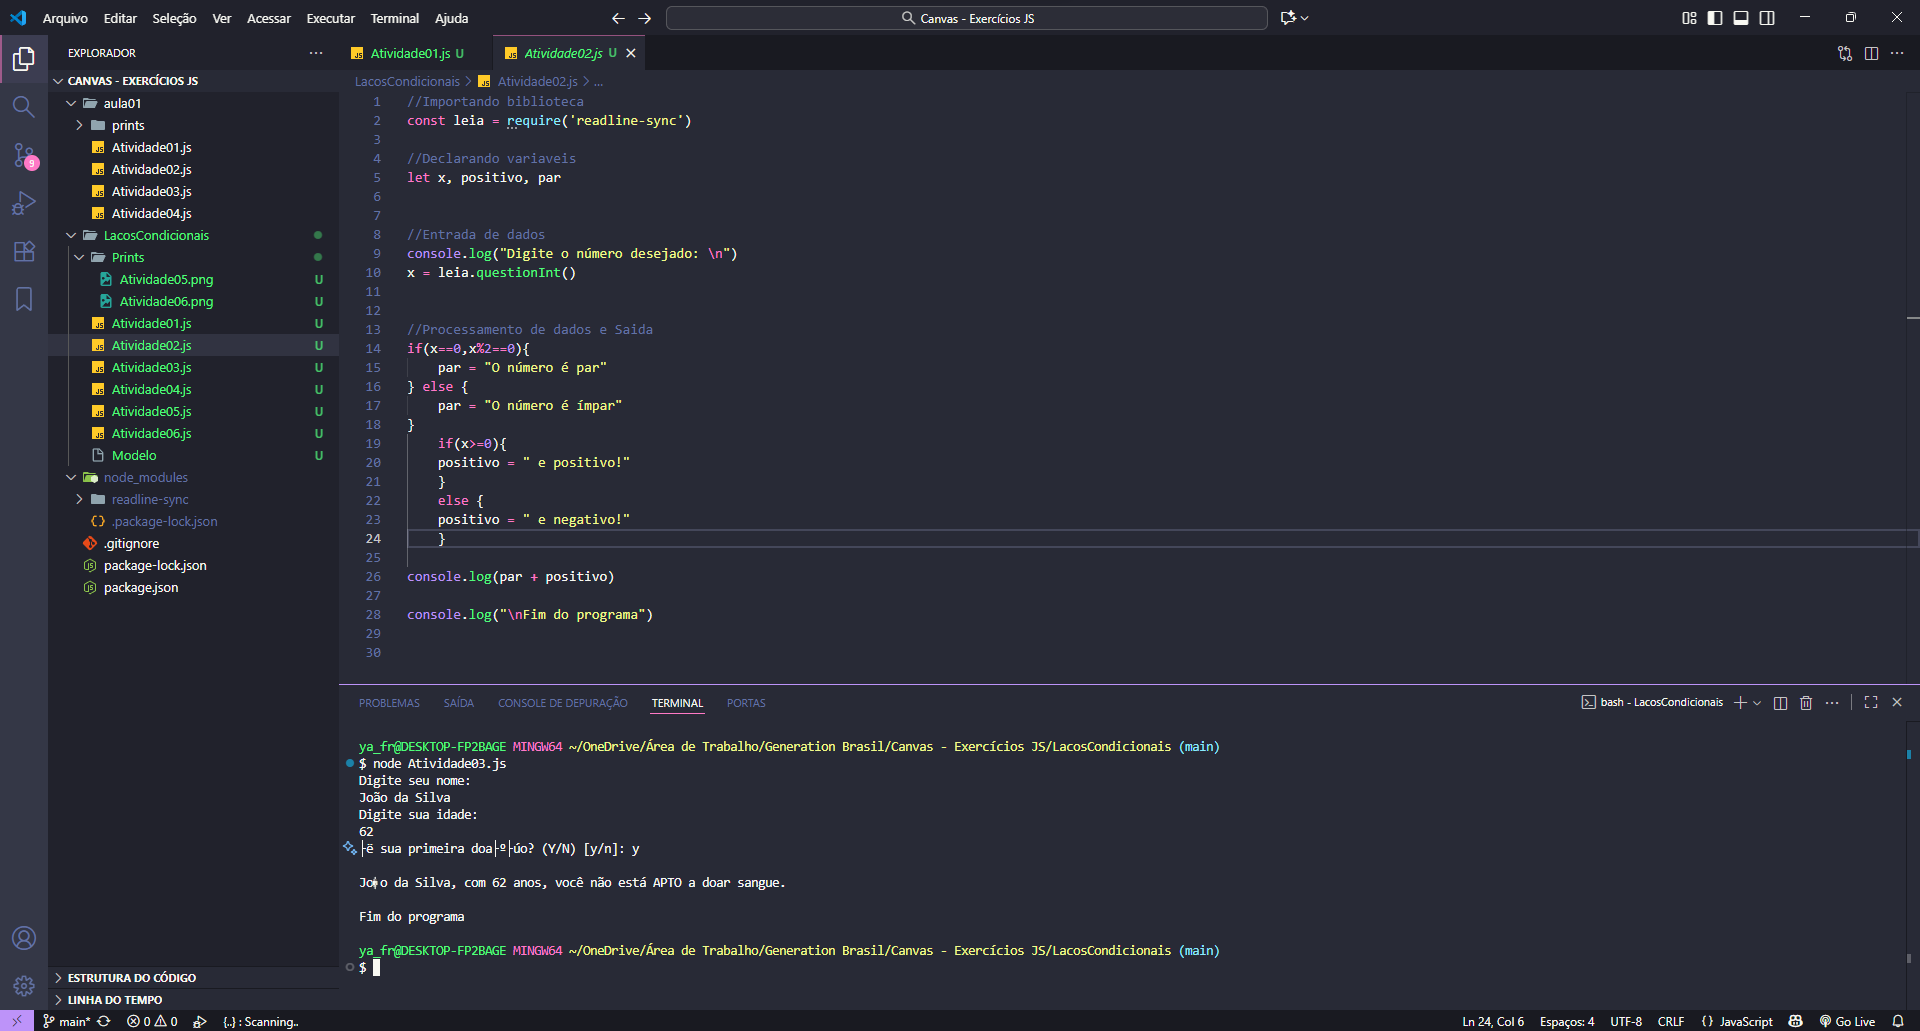 Arquivo Editar Seleção Ver Acessar Executar Terminal Ajuda
Canvas - Exercícios JS
EXPLORADOR
CANVAS - EXERCÍCIOS JS
aula01
prints
Atividade01.js
Atividade02.js
Atividade03.js
Atividade04.js
LacosCondicionais
Prints
Atividade05.png U
Atividade06.png U
Atividade01.js U
Atividade02.js U
Atividade03.js U
Atividade04.js U
Atividade05.js U
Atividade06.js U
Modelo U
node_modules
readline-sync
.package-lock.json
.gitignore
package-lock.json
package.json
ESTRUTURA DO CÓDIGO
LINHA DO TEMPO
9
Atividade01.js U
Atividade02.js U
LacosCondicionais > Atividade02.js > ...
1 //Importando biblioteca
2 const leia = require('readline-sync')
3
4 //Declarando variaveis
5 let x, positivo, par
6
7
8 //Entrada de dados
9 console.log("Digite o número desejado: \n")
10 x = leia.questionInt()
11
12
13 //Processamento de dados e Saida
14 if(x==0,x%2==0){
15 par = "O número é par"
16 } else {
17 par = "O número é ímpar"
18 }
19 if(x>=0){
20 positivo = " e positivo!"
21 }
22 else {
23 positivo = " e negativo!"
24 }
25
26 console.log(par + positivo)
27
28 console.log("\nFim do programa")
29
30
PROBLEMAS SAÍDA CONSOLE DE DEPURAÇÃO TERMINAL PORTAS
bash - LacosCondicionais
ya_fr@DESKTOP-FP2BAGE MINGW64 ~/OneDrive/Área de Trabalho/Generation Brasil/Canvas - Exercícios JS/LacosCondicionais (main)
$ node Atividade03.js
Digite seu nome:
João da Silva
Digite sua idade:
62
├ë sua primeira doa├º├úo? (Y/N) [y/n]: y
João da Silva, com 62 anos, você não está APTO a doar sangue.
Fim do programa
ya_fr@DESKTOP-FP2BAGE MINGW64 ~/OneDrive/Área de Trabalho/Generation Brasil/Canvas - Exercícios JS/LacosCondicionais (main)
$
main* 0 0 {..} : Scanning.. Ln 24, Col 6 Espaços: 4 UTF-8 CRLF {} JavaScript Go Live